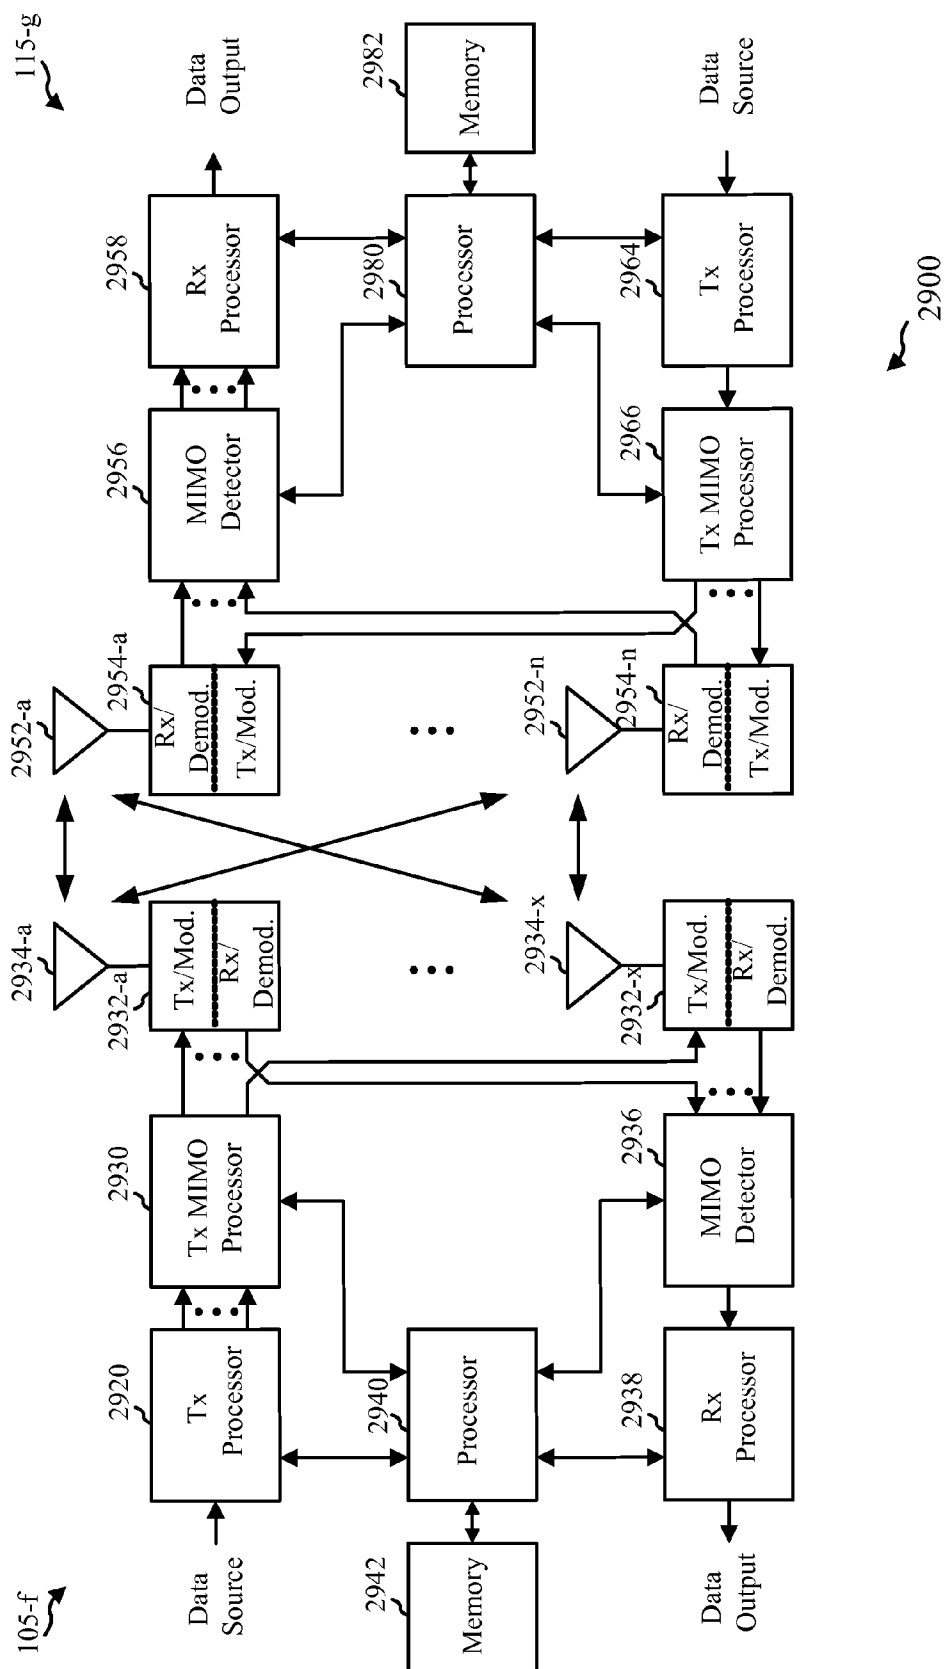 105-f
115-g
Data
Source
2920
Tx
Processor
2930
Tx MIMO
Processor
2932-a
Tx/Mod.
Rx/
Demod.
2934-a
2952-a
2954-a
Rx/
Demod.
Tx/Mod.
2956
MIMO
Detector
2958
Rx
Processor
Data
Output
2942
Memory
2940
Processor
2980
Processor
2982
Memory
Data
Output
2938
Rx
Processor
2936
MIMO
Detector
2932-x
Tx/Mod.
Rx/
Demod.
2934-x
2952-n
2954-n
Rx/
Demod.
Tx/Mod.
2966
Tx MIMO
Processor
2964
Tx
Processor
Data
Source
2900